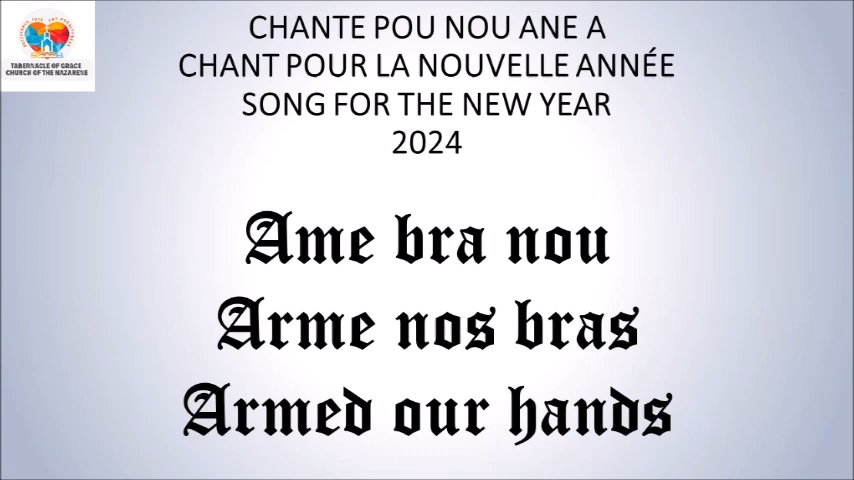 TABERNACLE OF GRACE
CHURCH OF THE NAZARENE
CHANTE POU NOU ANE A
CHANT POUR LA NOUVELLE ANNÉE
SONG FOR THE NEW YEAR
2024
Ame bra nou
Arme nos bras
Armed our hands